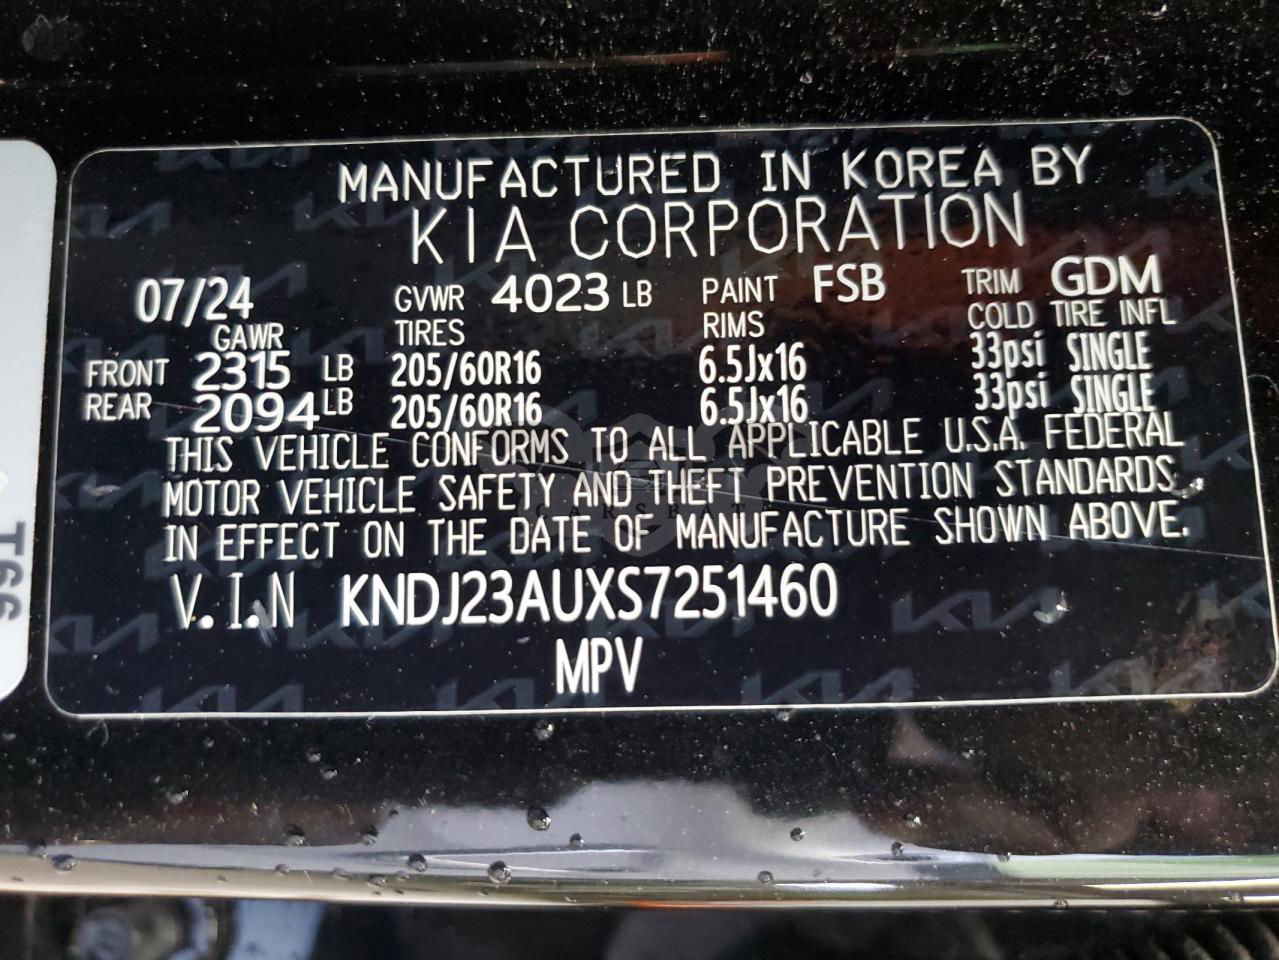 MANUFACTURED IN KOREA BY
KIA CORPORATION
07/24 GVWR 4023 LB PAINT FSB TRIM GDM
GAWR TIRES RIMS COLD TIRE INFL
FRONT 2315 LB 205/60R16 6.5Jx16 33psi SINGLE
REAR 2094 LB 205/60R16 6.5Jx16 33psi SINGLE
THIS VEHICLE CONFORMS TO ALL APPLICABLE U.S.A. FEDERAL
MOTOR VEHICLE SAFETY AND THEFT PREVENTION STANDARDS
IN EFFECT ON THE DATE OF MANUFACTURE SHOWN ABOVE.
V.I.N KNDJ23AUXS7251460
MPV